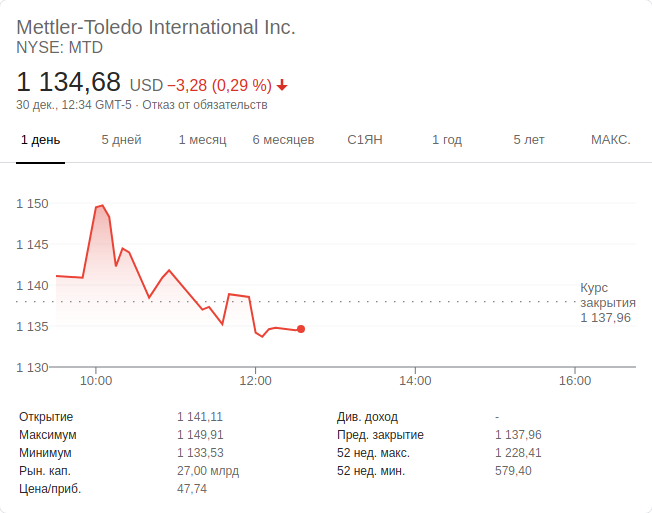 Mettler-Toledo International Inc.
NYSE: MTD
1 134,68 USD −3,28 (0,29 %)
30 дек., 12:34 GMT-5 · Отказ от обязательств
1 день 5 дней 1 месяц 6 месяцев С1ЯН 1 год 5 лет МАКС.
1 150
1 145
1 140
Курс
закрытия
1 137,96
1 135
1 130
10:00 12:00 14:00 16:00
Открытие 1 141,11 Див. доход -
Максимум 1 149,91 Пред. закрытие 1 137,96
Минимум 1 133,53 52 нед. макс. 1 228,41
Рын. кап. 27,00 млрд 52 нед. мин. 579,40
Цена/приб. 47,74